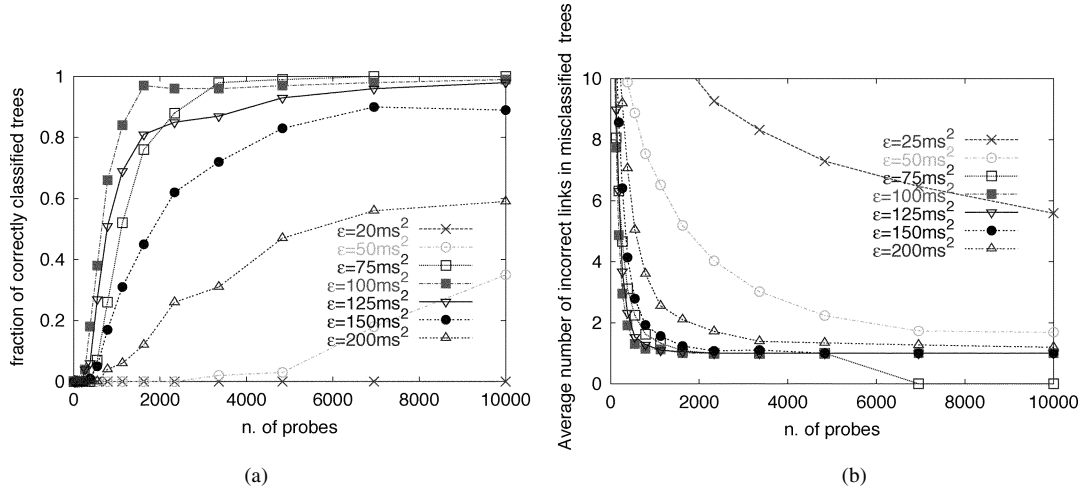 fraction of correctly classified trees
1
0.8
0.6
0.4
0.2
0
ε=20ms2
ε=50ms2
ε=75ms2
ε=100ms2
ε=125ms2
ε=150ms2
ε=200ms2
0 2000 4000 6000 8000 10000
n. of probes
(a)
Average number of incorrect links in misclassified trees
10
8
6
4
2
0
ε=25ms2
ε=50ms2
ε=75ms2
ε=100ms2
ε=125ms2
ε=150ms2
ε=200ms2
0 2000 4000 6000 8000 10000
n. of probes
(b)